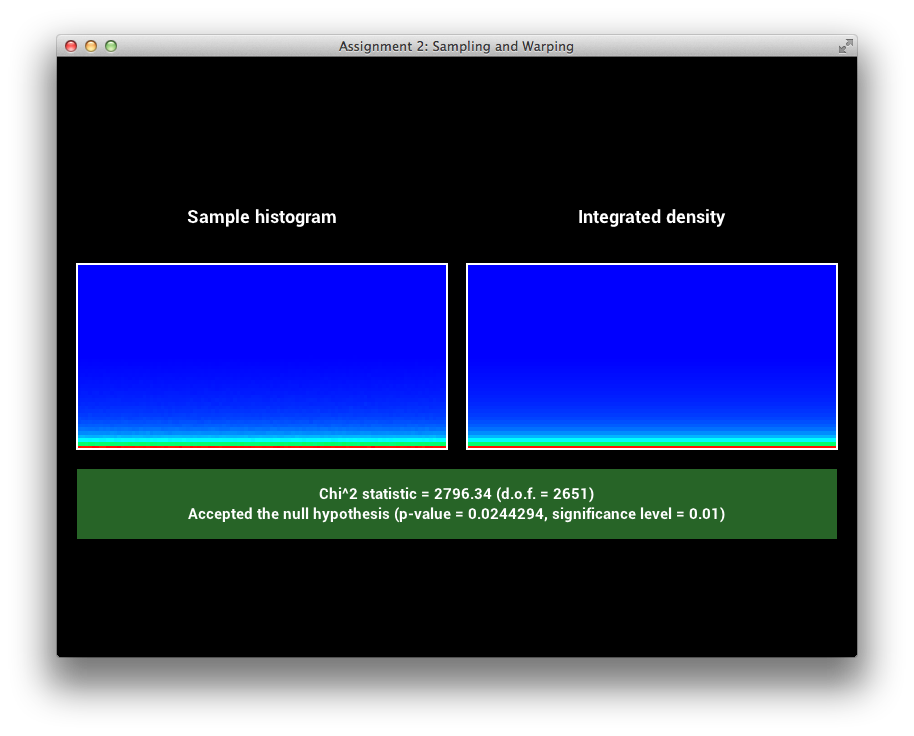 Assignment 2: Sampling and Warping
Sample histogram
Integrated density
Chi^2 statistic = 2796.34 (d.o.f. = 2651)
Accepted the null hypothesis (p-value = 0.0244294, significance level = 0.01)